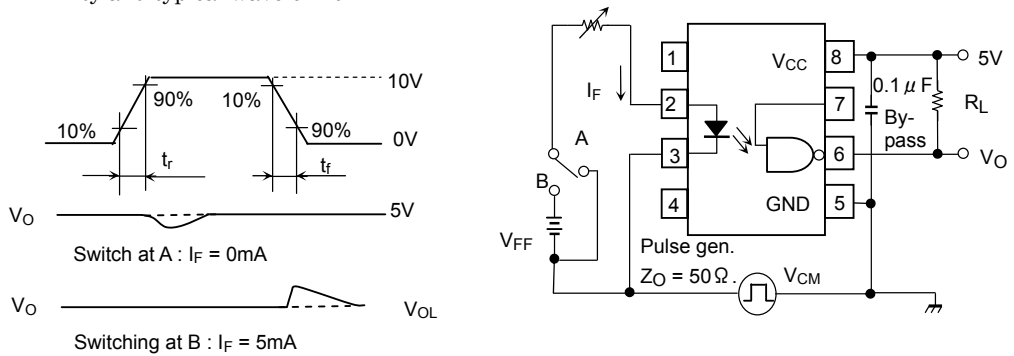 10V
90%
10%
10%
90%
0V
tr
tf
VO
5V
Switch at A : IF = 0mA
VO
VOL
Switching at B : IF = 5mA
1
2
3
4
8
7
6
5
VCC
GND
IF
A
B
VFF
5V
0.1 μ F
By-
pass
RL
VO
Pulse gen.
ZO = 50Ω.
VCM